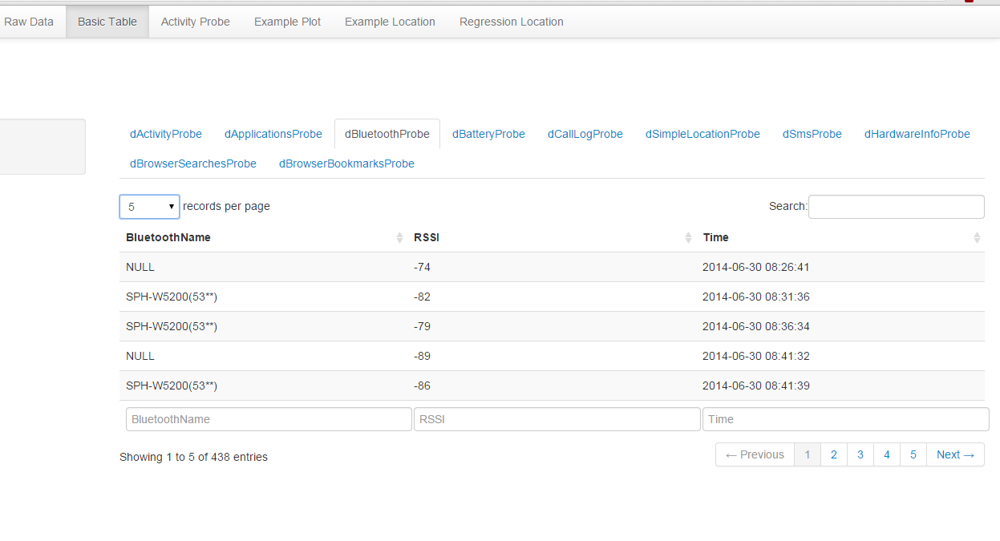 Raw Data Basic Table Activity Probe Example Plot Example Location Regression Location
dActivityProbe dApplicationsProbe dBluetoothProbe dBatteryProbe dCallLogProbe dSimpleLocationProbe dSmsProbe dHardwareInfoProbe
dBrowserSearchesProbe dBrowserBookmarksProbe
5 records per page Search:
BluetoothName RSSI Time
NULL -74 2014-06-30 08:26:41
SPH-W5200(53**) -82 2014-06-30 08:31:36
SPH-W5200(53**) -79 2014-06-30 08:36:34
NULL -89 2014-06-30 08:41:32
SPH-W5200(53**) -86 2014-06-30 08:41:39
BluetoothName RSSI Time
Showing 1 to 5 of 438 entries ← Previous 1 2 3 4 5 Next →